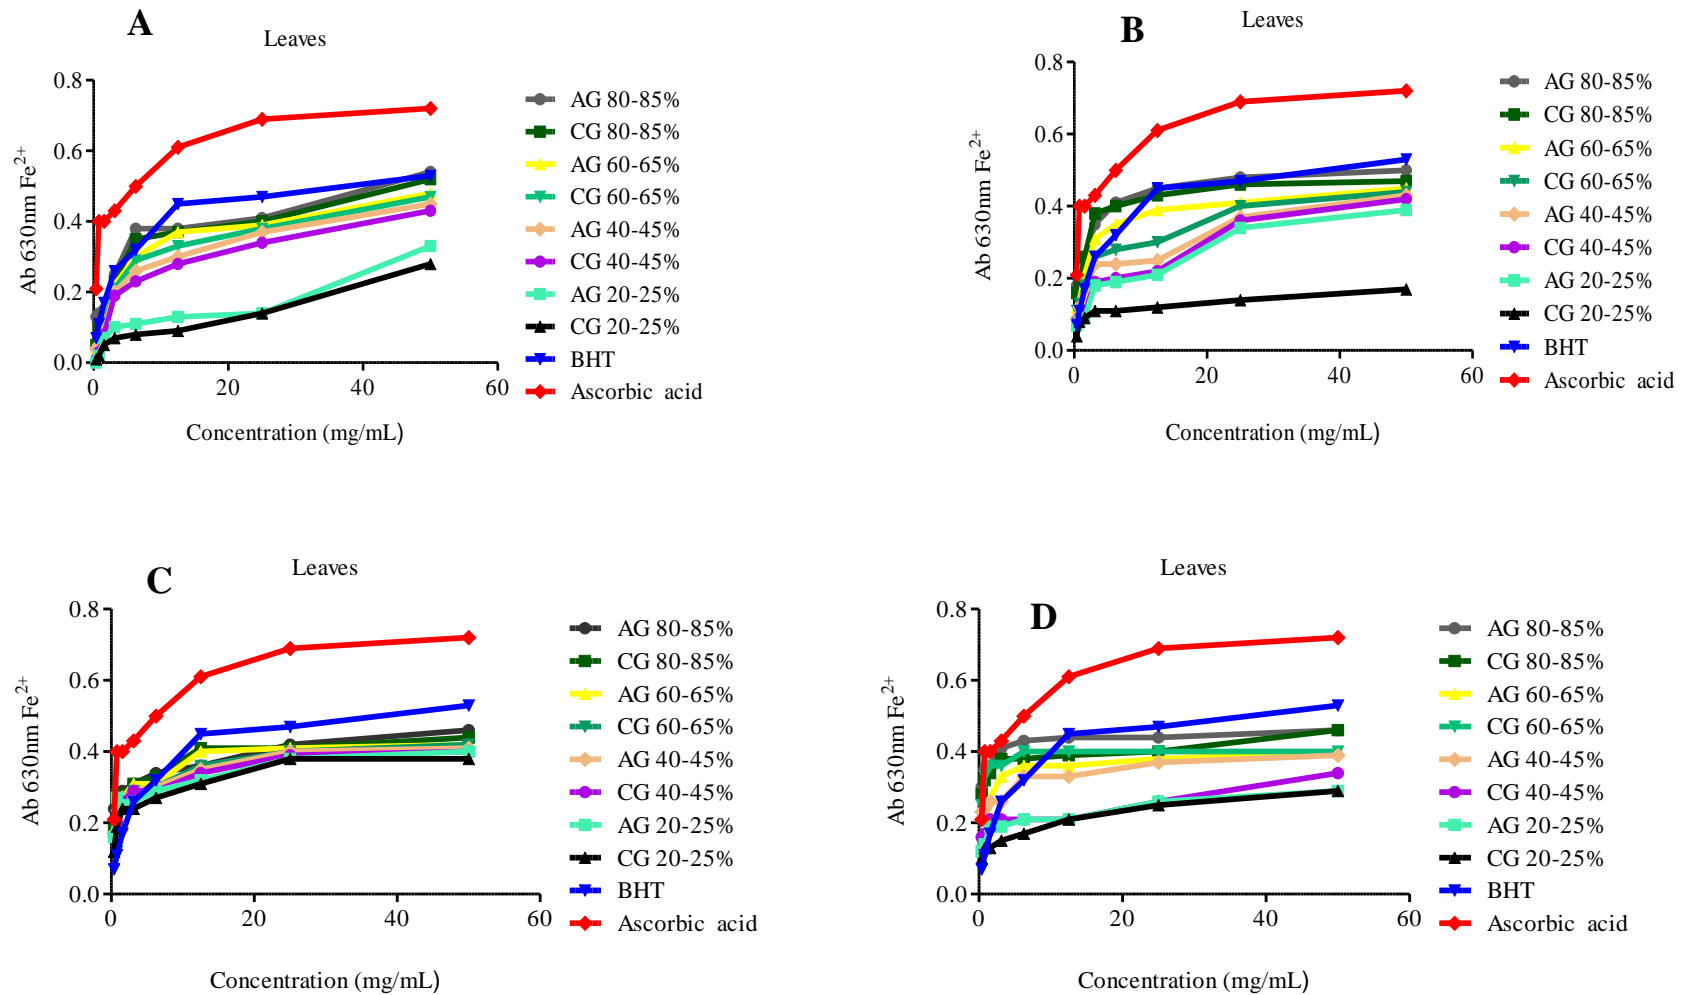 A
Leaves
Ab 630nm Fe2+
0.8
0.6
0.4
0.2
0.0
0
20
40
60
Concentration (mg/mL)
AG 80-85%
CG 80-85%
AG 60-65%
CG 60-65%
AG 40-45%
CG 40-45%
AG 20-25%
CG 20-25%
BHT
Ascorbic acid
B
Leaves
Ab 630nm Fe2+
0.8
0.6
0.4
0.2
0.0
0
20
40
60
Concentration (mg/mL)
AG 80-85%
CG 80-85%
AG 60-65%
CG 60-65%
AG 40-45%
CG 40-45%
AG 20-25%
CG 20-25%
BHT
Ascorbic acid
C
Leaves
Ab 630nm Fe2+
0.8
0.6
0.4
0.2
0.0
0
20
40
60
Concentration (mg/mL)
AG 80-85%
CG 80-85%
AG 60-65%
CG 60-65%
AG 40-45%
CG 40-45%
AG 20-25%
CG 20-25%
BHT
Ascorbic acid
D
Leaves
Ab 630nm Fe2+
0.8
0.6
0.4
0.2
0.0
0
20
40
60
Concentration (mg/mL)
AG 80-85%
CG 80-85%
AG 60-65%
CG 60-65%
AG 40-45%
CG 40-45%
AG 20-25%
CG 20-25%
BHT
Ascorbic acid